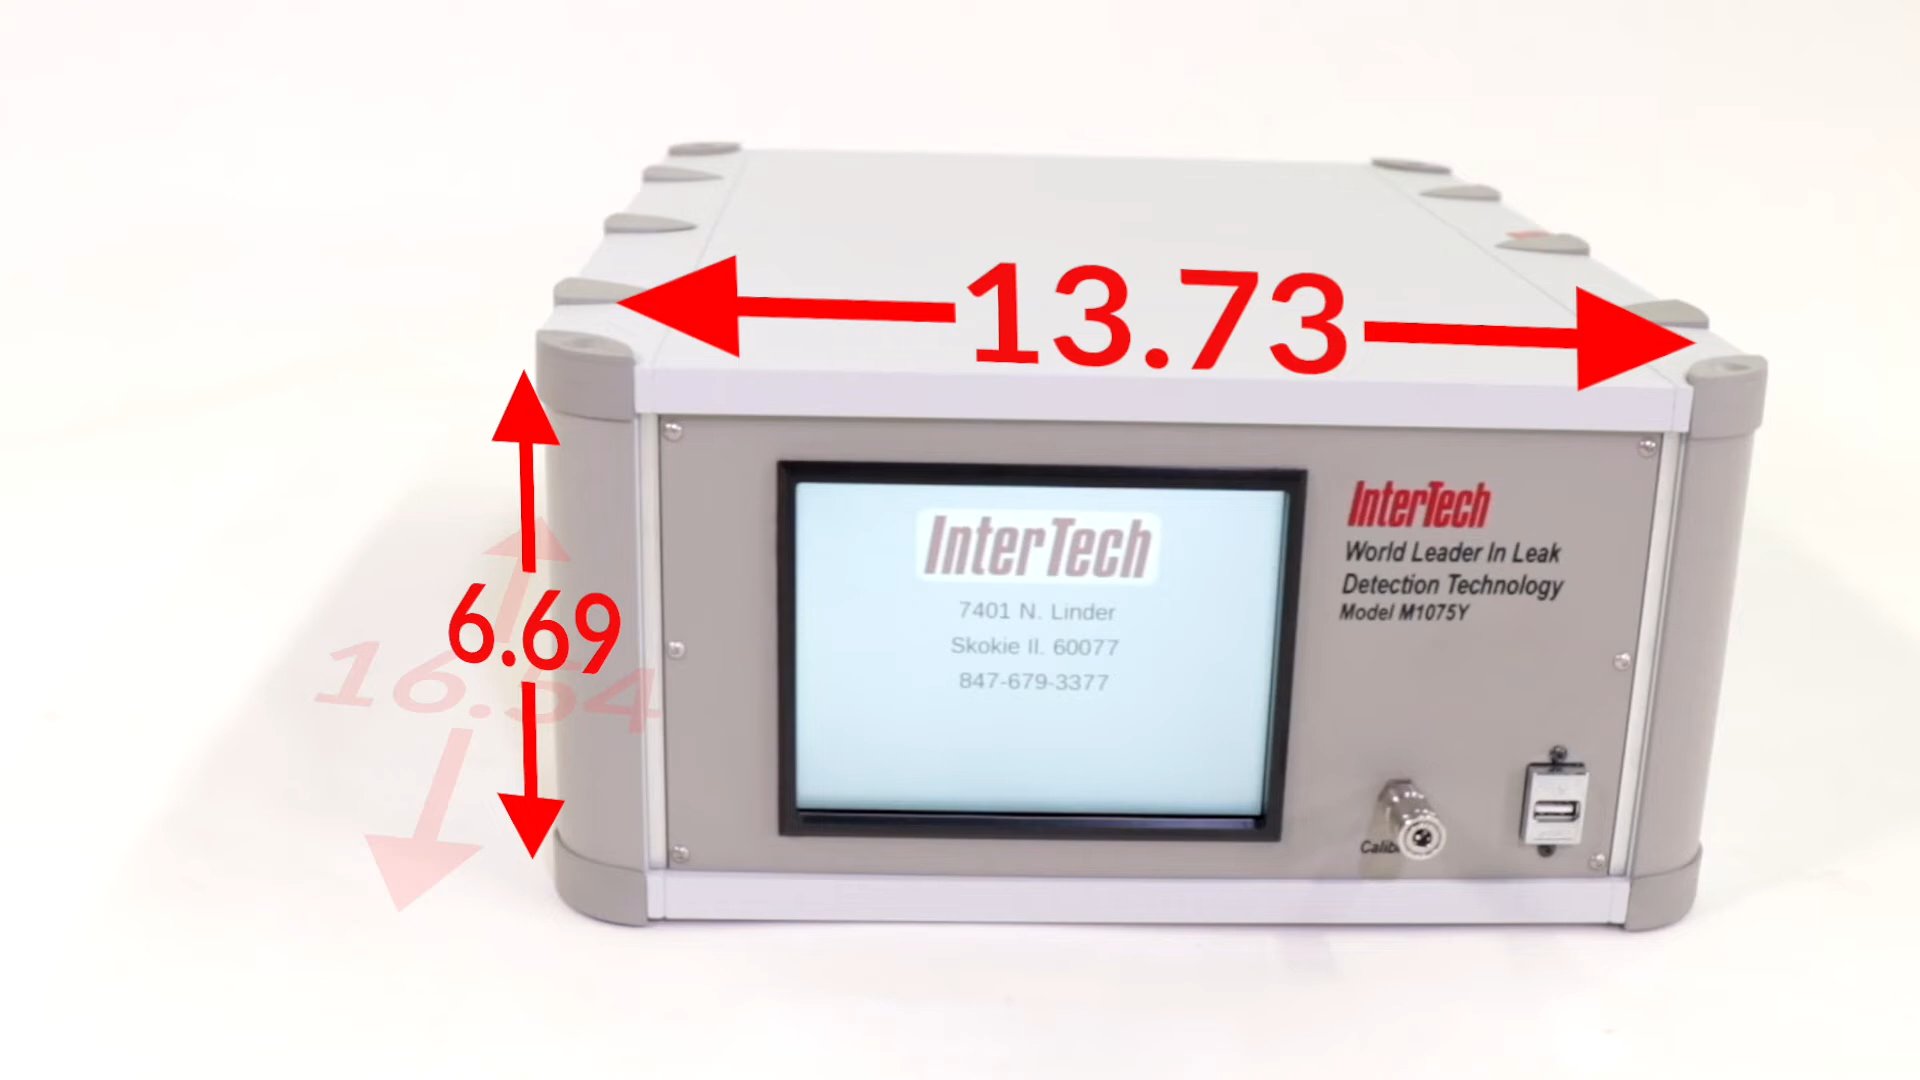 13.73
6.69
16.54
InterTech
7401 N. Linder
Skokie Il. 60077
847-679-3377
InterTech
World Leader In Leak
Detection Technology
Model M1075Y